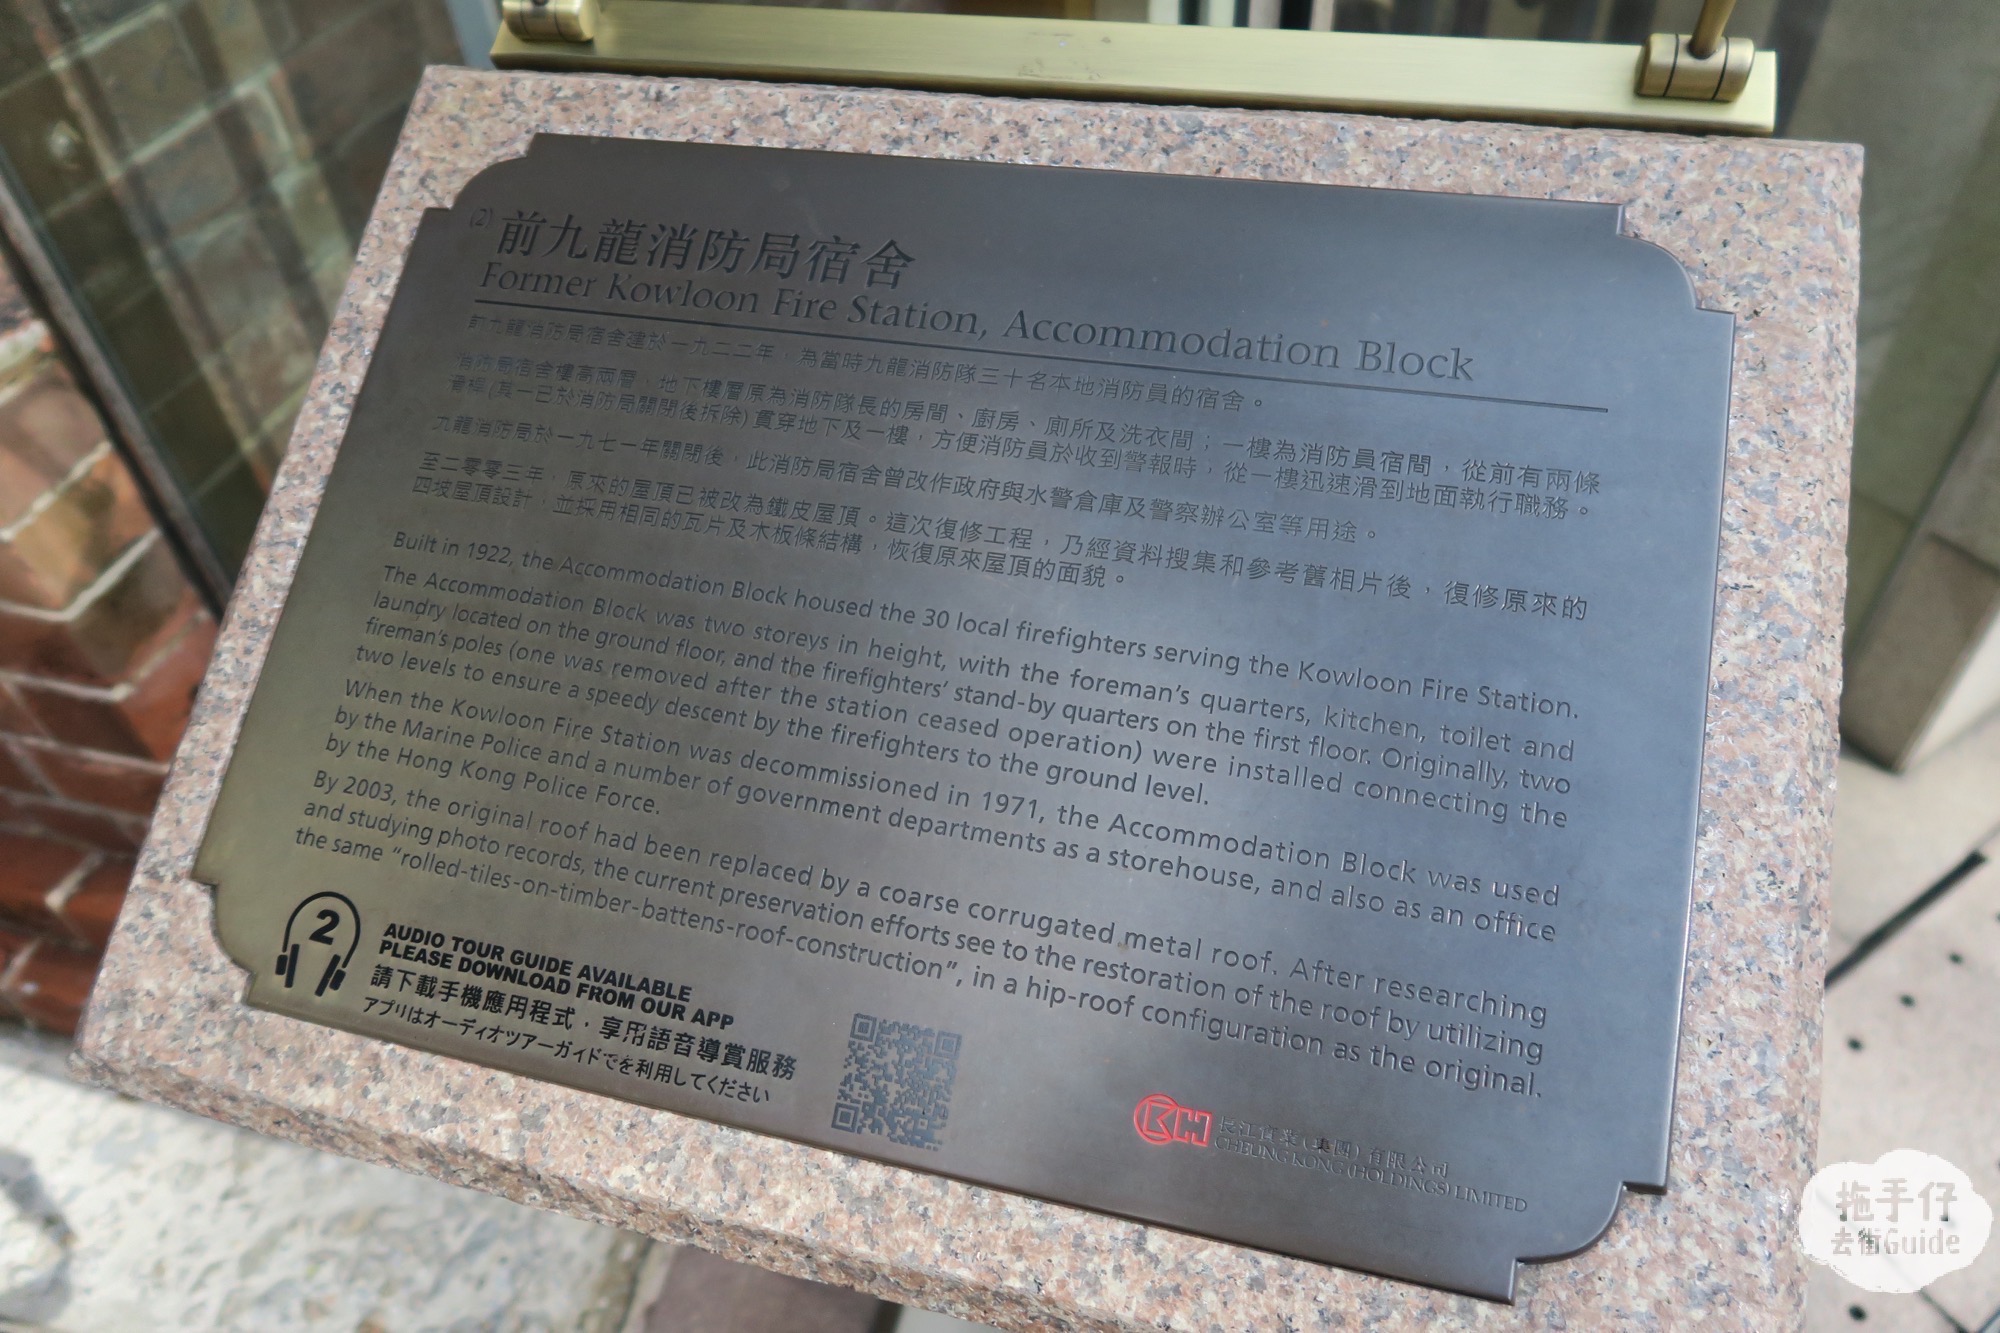 (2) 前九龍消防局宿舍
Former Kowloon Fire Station, Accommodation Block
前九龍消防局宿舍建於一九二二年，為當時九龍消防隊三十名本地消防員的宿舍。
消防局宿舍樓高兩層，地下樓層原為消防隊長的房間、廚房、廁所及洗衣間；一樓為消防員宿間，從前有兩條
滑桿(其一已於消防局關閉後拆除)貫穿地下及一樓，方便消防員於收到警報時，從一樓迅速滑到地面執行職務。
九龍消防局於一九七一年關閉後，此消防局宿舍曾改作政府與水警倉庫及警察辦公室等用途。
至二零零三年，原來的屋頂已被改為鐵皮屋頂。這次復修工程，乃經資料搜集和參考舊相片後，復修原來的
四坡屋頂設計，並採用相同的瓦片及木板條結構，恢復原來屋頂的面貌。
Built in 1922, the Accommodation Block housed the 30 local firefighters serving the Kowloon Fire Station.
The Accommodation Block was two storeys in height, with the foreman's quarters, kitchen, toilet and
laundry located on the ground floor, and the firefighters' stand-by quarters on the first floor. Originally, two
fireman's poles (one was removed after the station ceased operation) were installed connecting the
two levels to ensure a speedy descent by the firefighters to the ground level.
When the Kowloon Fire Station was decommissioned in 1971, the Accommodation Block was used
by the Marine Police and a number of government departments as a storehouse, and also as an office
by the Hong Kong Police Force.
By 2003, the original roof had been replaced by a coarse corrugated metal roof. After researching
and studying photo records, the current preservation efforts see to the restoration of the roof by utilizing
the same "rolled-tiles-on-timber-battens-roof-construction", in a hip-roof configuration as the original.
2
AUDIO TOUR GUIDE AVAILABLE
PLEASE DOWNLOAD FROM OUR APP
請下載手機應用程式，享用語音導賞服務
アプリはオーディオツアーガイドでを利用してください
長江實業(集團)有限公司
CHEUNG KONG (HOLDINGS) LIMITED
拖手仔
去街Guide